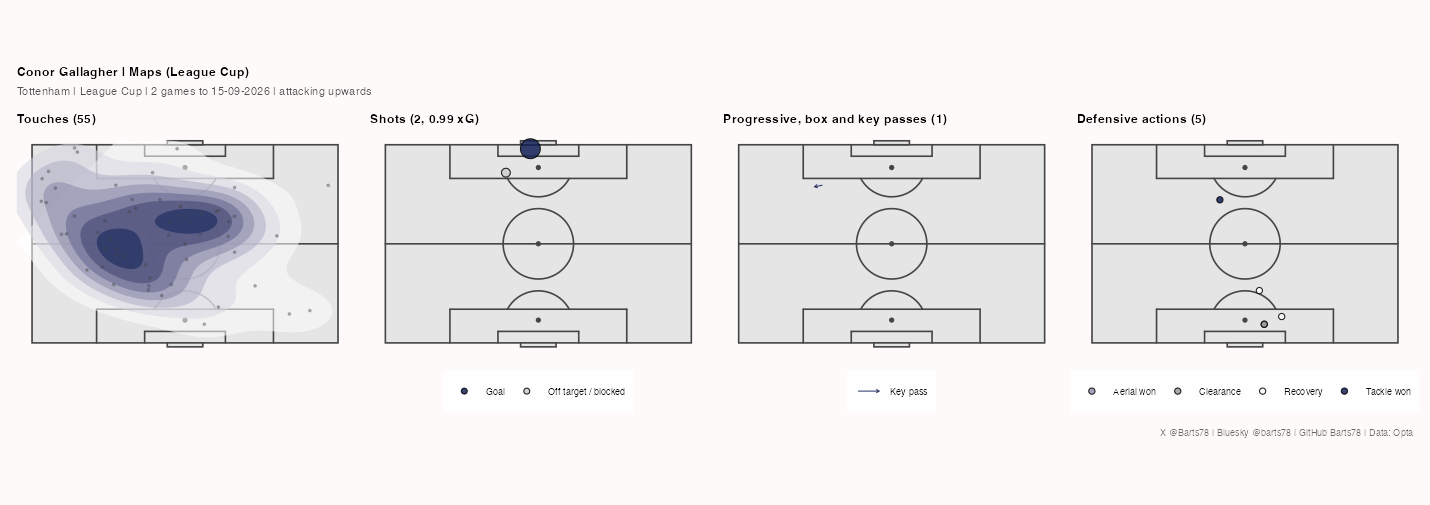 Conor Gallagher | Maps (League Cup)
Tottenham | League Cup | 2 games to 15-09-2026 | attacking upwards
Touches (55)
Shots (2, 0.99 xG)
Progressive, box and key passes (1)
Defensive actions (5)
Goal
Off target / blocked
Key pass
Aerial won
Clearance
Recovery
Tackle won
X @Barts78 | Bluesky @barts78 | GitHub Barts78 | Data: Opta